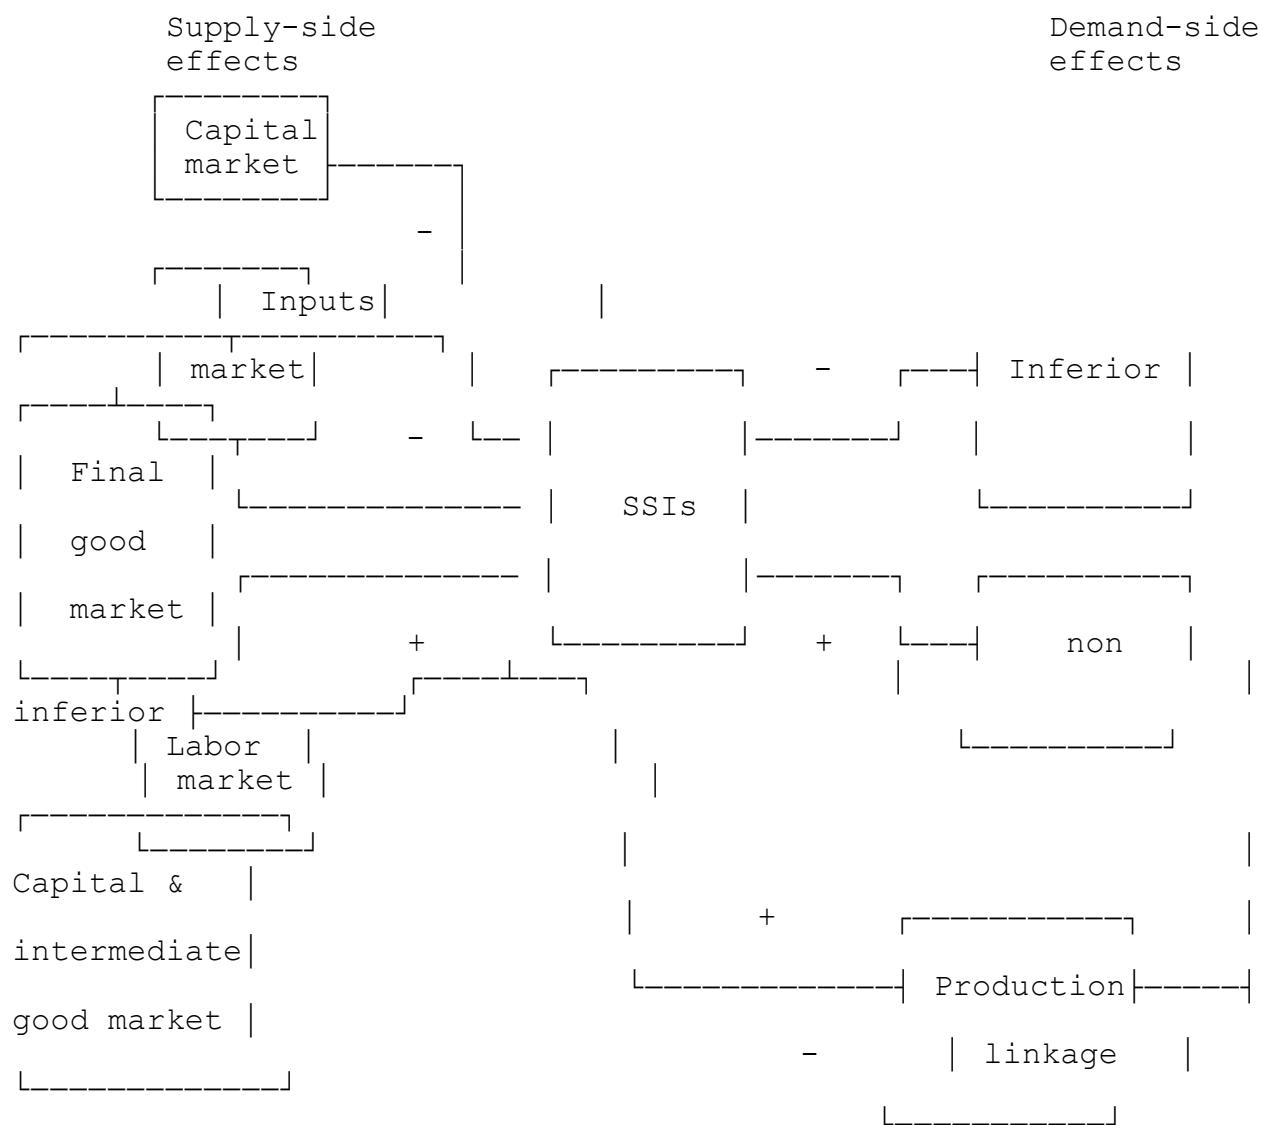 Supply-side Demand-side
effects effects
Capital
market
-
Inputs
market - Inferior
-
Final
SSIs
good
market
+ + non
inferior
Labor
market
Capital &
+
intermediate
Production
good market
- linkage